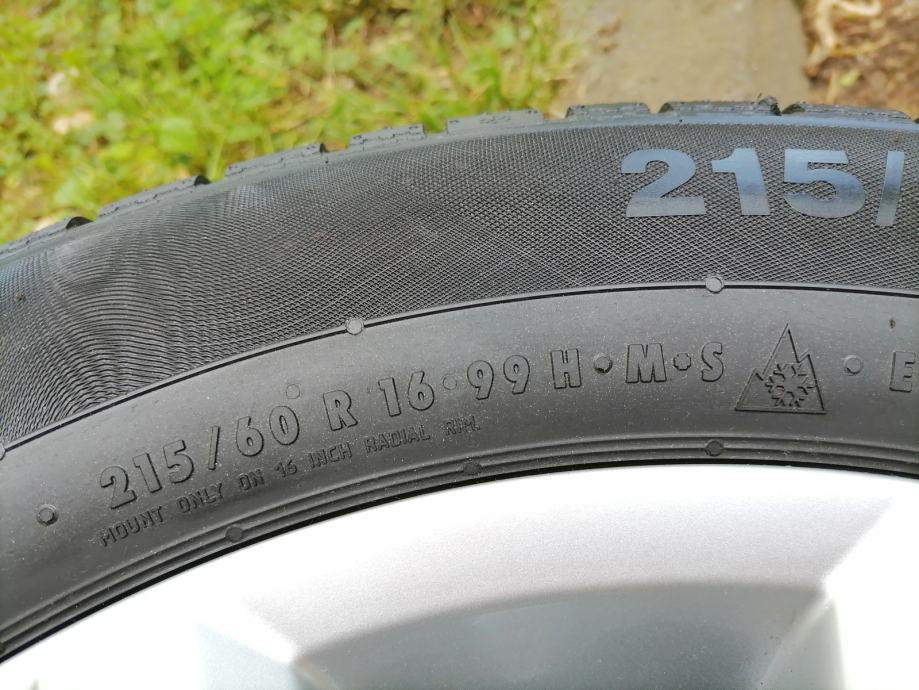 215/
215/60 R 16 99 H M•S E
MOUNT ONLY ON 16 INCH RADIAL RIM.